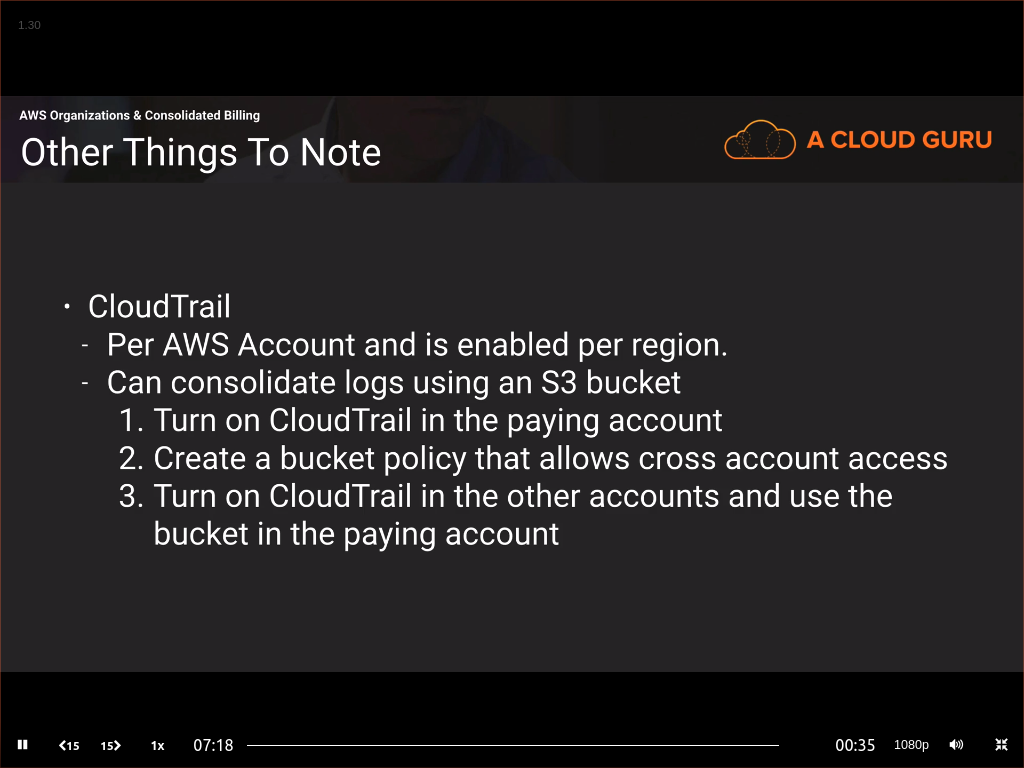 1.30
AWS Organizations & Consolidated Billing
Other Things To Note
A CLOUD GURU
• CloudTrail
- Per AWS Account and is enabled per region.
- Can consolidate logs using an S3 bucket
1. Turn on CloudTrail in the paying account
2. Create a bucket policy that allows cross account access
3. Turn on CloudTrail in the other accounts and use the
bucket in the paying account
15 15 1x 07:18 00:35 1080p